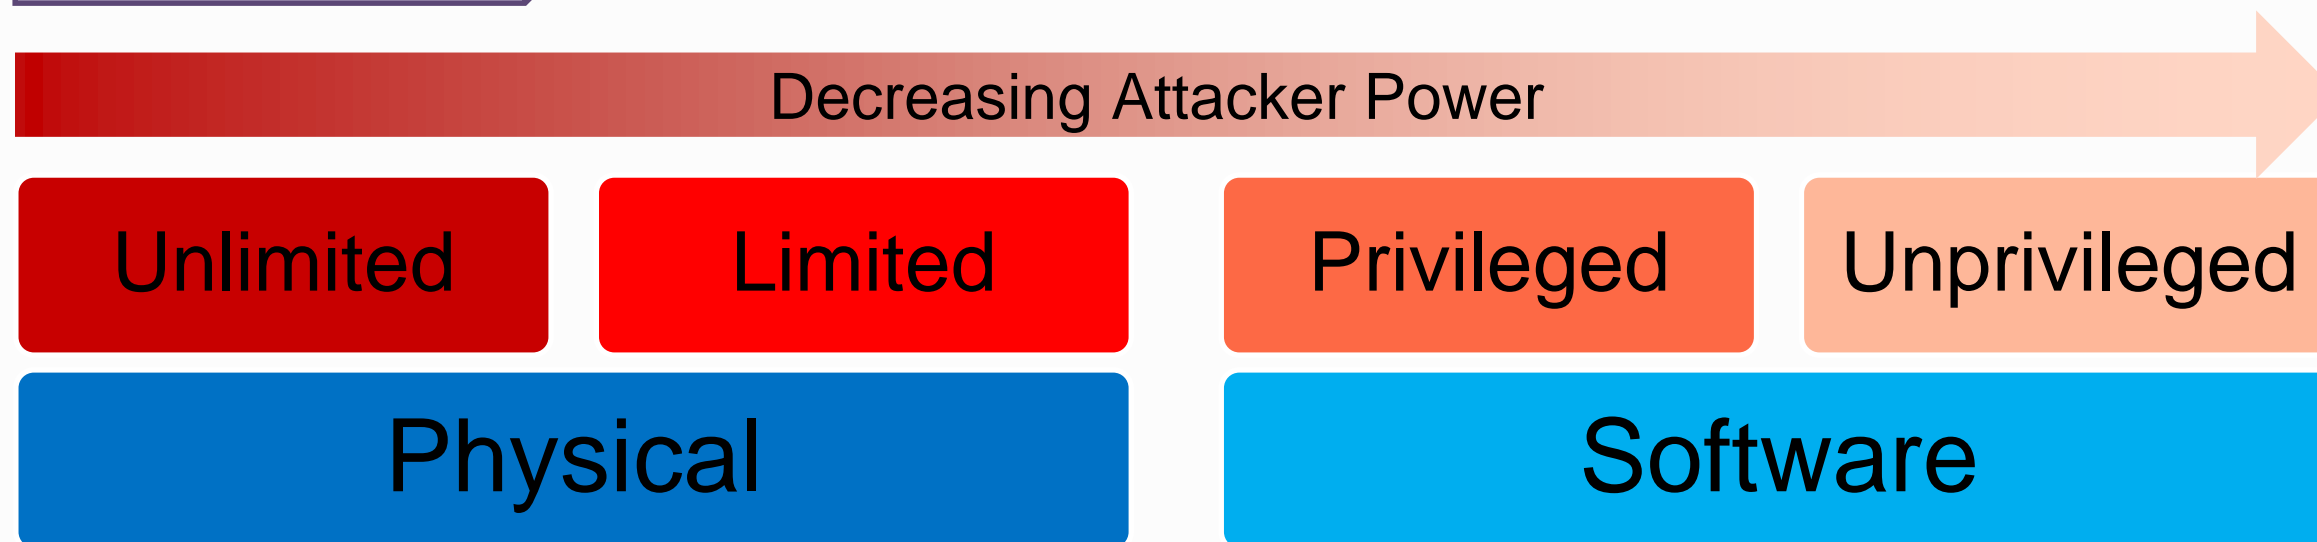 Decreasing Attacker Power
Unlimited Limited Privileged Unprivileged
Physical Software